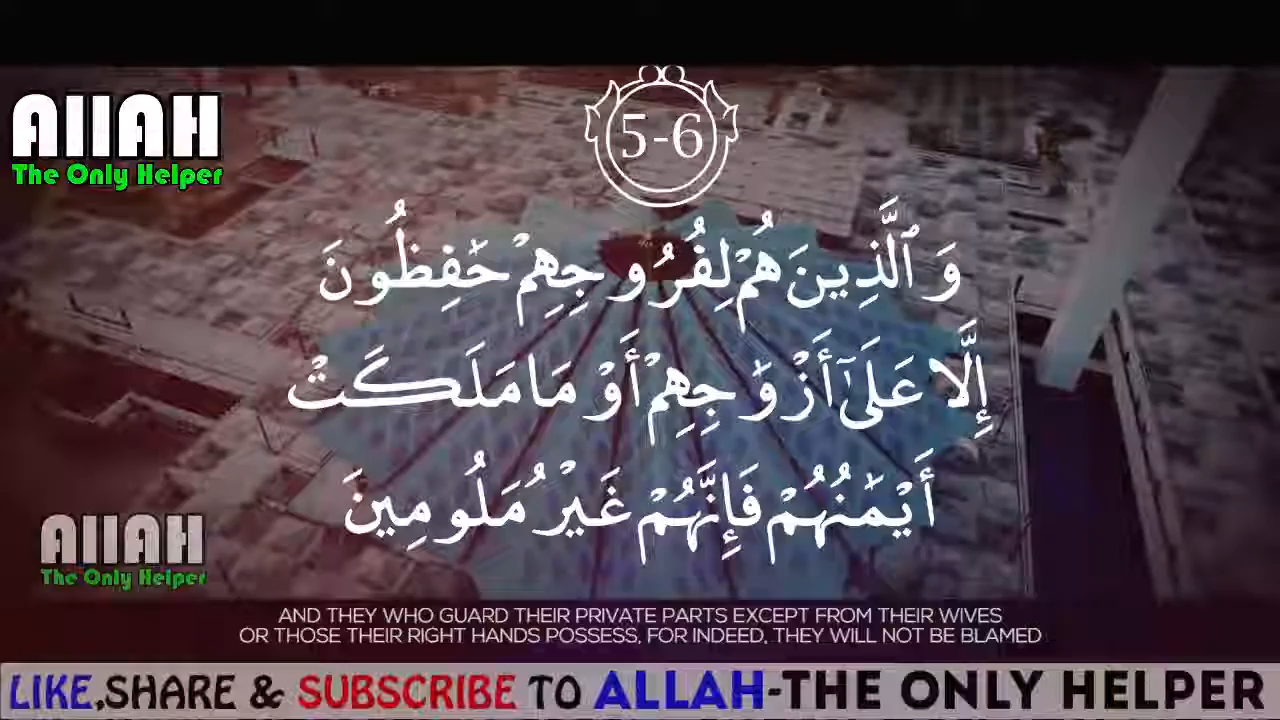 AllAH
The Only Helper
5-6
وَٱلَّذِينَ هُمْ لِفُرُوجِهِمْ حَٰفِظُونَ
إِلَّا عَلَىٰٓ أَزْوَٰجِهِمْ أَوْ مَا مَلَكَتْ
أَيْمَٰنُهُمْ فَإِنَّهُمْ غَيْرُ مَلُومِينَ
AllAH
The Only Helper
AND THEY WHO GUARD THEIR PRIVATE PARTS EXCEPT FROM THEIR WIVES
OR THOSE THEIR RIGHT HANDS POSSESS, FOR INDEED, THEY WILL NOT BE BLAMED
LIKE,SHARE & SUBSCRIBE TO ALLAH-THE ONLY HELPER